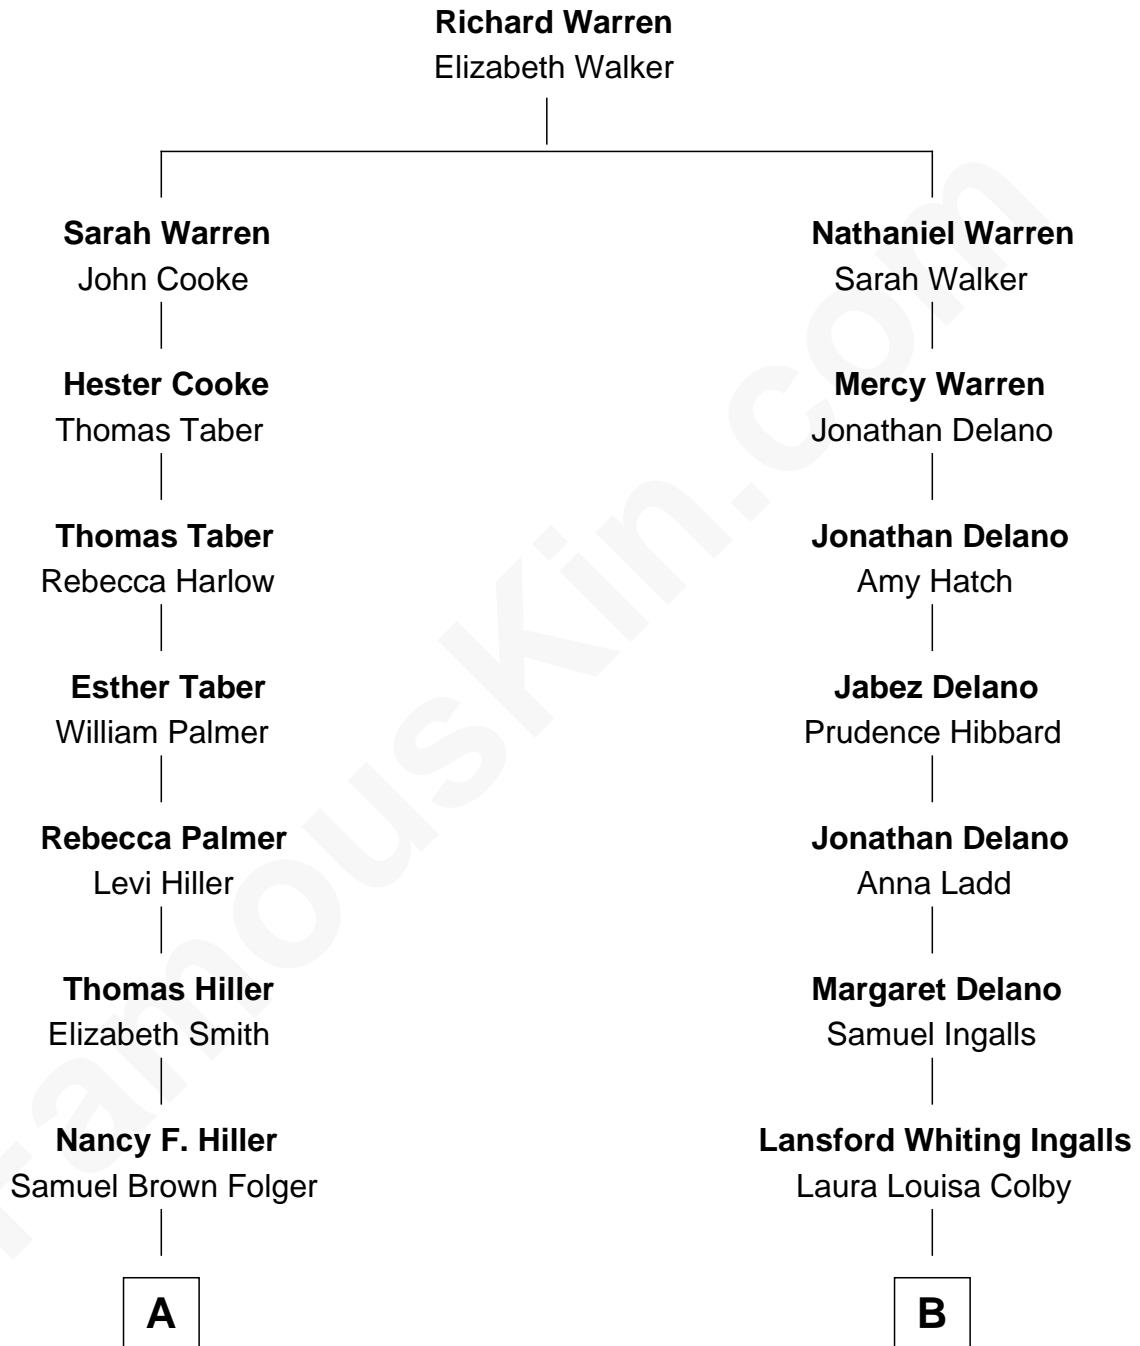 Richard Warren
Elizabeth Walker
Sarah Warren
John Cooke
Nathaniel Warren
Sarah Walker
Hester Cooke
Thomas Taber
Mercy Warren
Jonathan Delano
Thomas Taber
Rebecca Harlow
Jonathan Delano
Amy Hatch
Esther Taber
William Palmer
Jabez Delano
Prudence Hibbard
Rebecca Palmer
Levi Hiller
Jonathan Delano
Anna Ladd
Thomas Hiller
Elizabeth Smith
Margaret Delano
Samuel Ingalls
Nancy F. Hiller
Samuel Brown Folger
Lansford Whiting Ingalls
Laura Louisa Colby
A
B
FamousKin.com